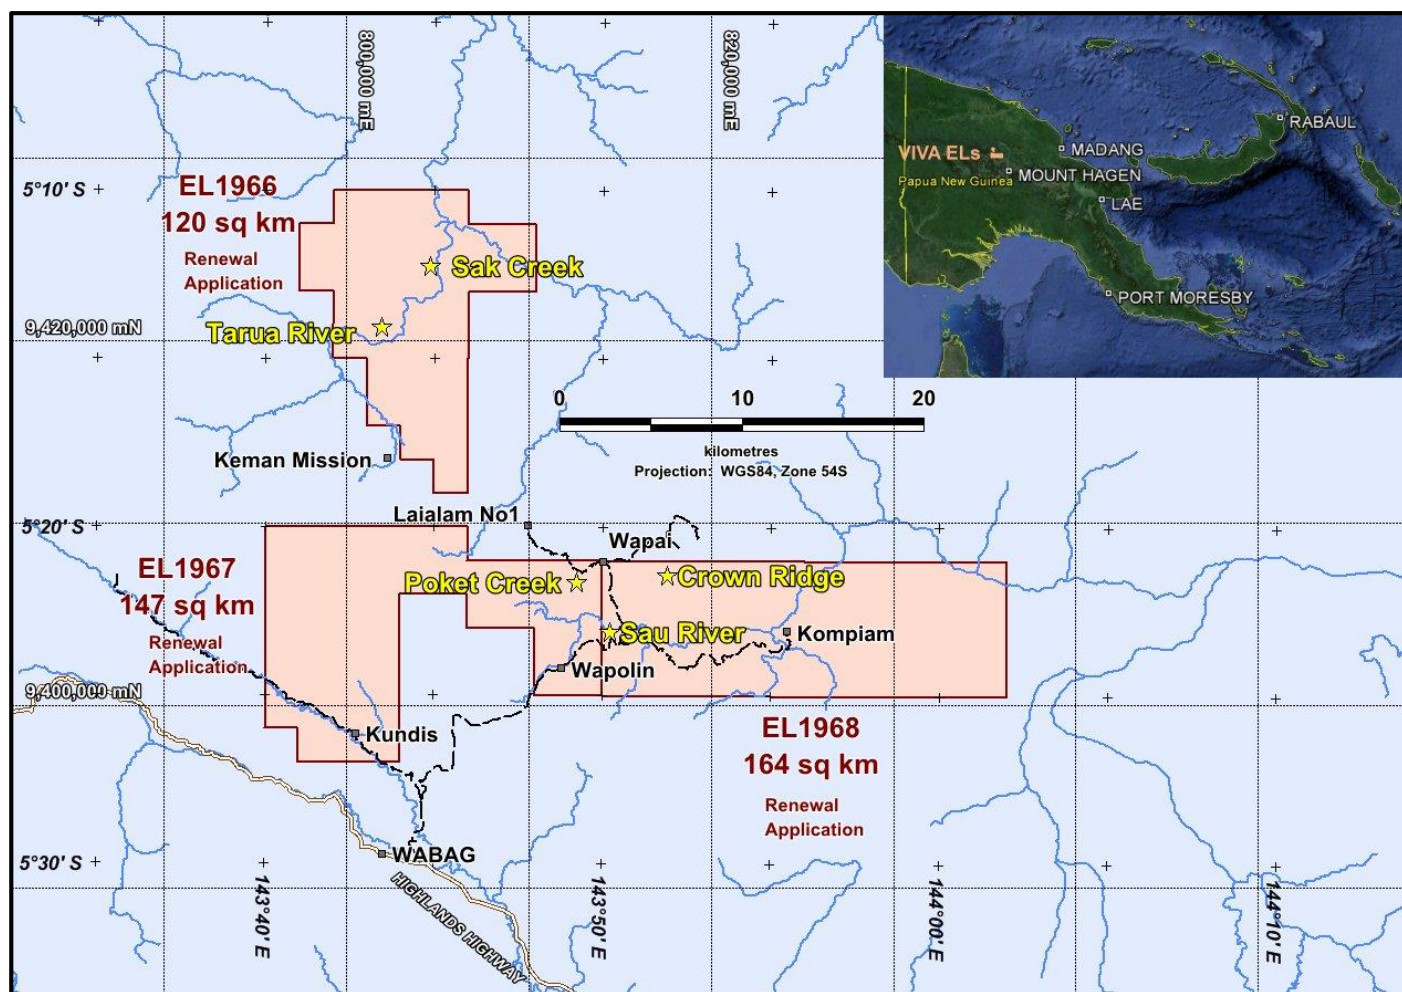 800,000 mE
820,000 mE
RABAUL
MADANG
VIVA ELs
MOUNT HAGEN
Papua New Guinea
LAE
PORT MORESBY
5°10' S
EL1966
120 sq km
Renewal
Application
Sak Creek
9,420,000 mN
Tarua River
0 10 20
kilometres
Projection: WGS84, Zone 54S
Keman Mission
Laialam No1
5°20' S
Wapai
EL1967
147 sq km
Renewal
Application
Poket Creek
Crown Ridge
Sau River
Kompiam
Wapolin
9,400,000 mN
Kundis
EL1968
164 sq km
Renewal
Application
5°30' S
WABAG
HIGHLANDS HIGHWAY
143°40' E
143°50' E
144°00' E
144°10' E